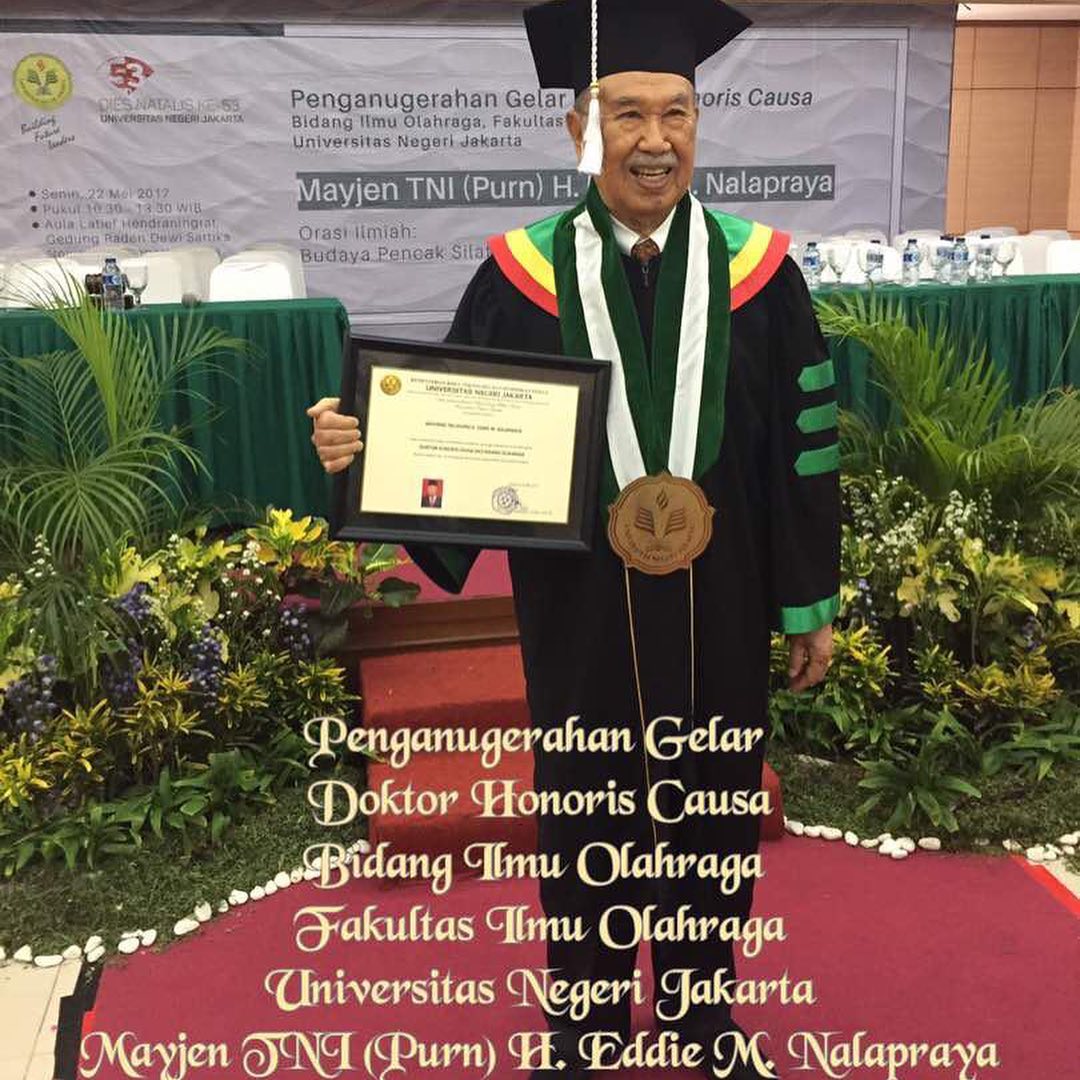 DIES NATALIS KE-53
UNIVERSITAS NEGERI JAKARTA
Building
Future
leaders
Penganugerahan Gelar noris Causa
Bidang Ilmu Olahraga, Fakultas
Universitas Negeri Jakarta
Mayjen TNI (Purn) H. . Nalapraya
Orasi Ilmiah:
Budaya Pencak Silat
• Senin, 22 Mei 2017
• Pukul 10.30 - 13.30 WIB
• Aula Latief Hendraningrat,
Gedung Raden Dewi Sartika
UNIVERSITAS NEGERI JAKARTA
Penganugerahan Gelar
Doktor Honoris Causa
Bidang Ilmu Olahraga
Fakultas Ilmu Olahraga
Universitas Negeri Jakarta
Mayjen TNI (Purn) H. Eddie M. Nalapraya